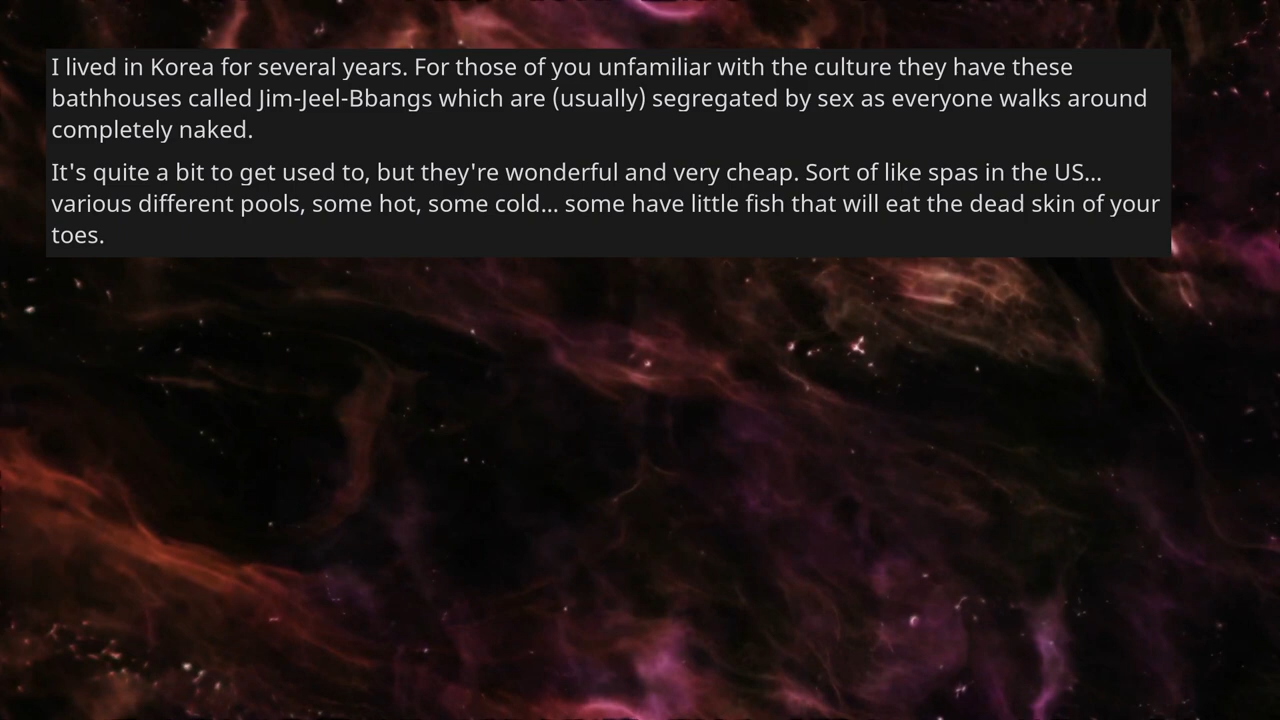 I lived in Korea for several years. For those of you unfamiliar with the culture they have these
bathhouses called Jim-Jeel-Bbangs which are (usually) segregated by sex as everyone walks around
completely naked.
It's quite a bit to get used to, but they're wonderful and very cheap. Sort of like spas in the US...
various different pools, some hot, some cold... some have little fish that will eat the dead skin of your
toes.